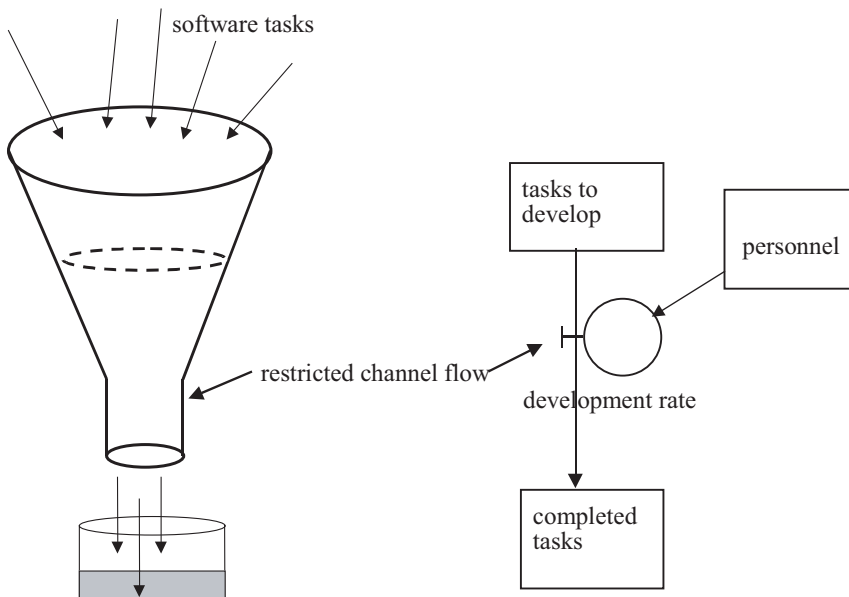 software tasks
tasks to
develop
personnel
restricted channel flow
development rate
completed
tasks